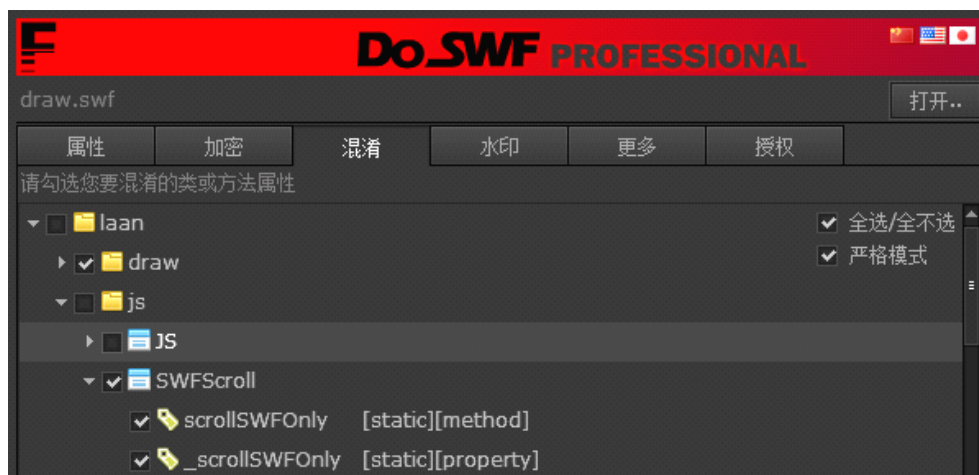 DoSWF PROFESSIONAL
draw.swf 打开..
属性 加密 混淆 水印 更多 授权
请勾选您要混淆的类或方法属性
laan 全选/全不选
draw 严格模式
js
JS
SWFScroll
scrollSWFOnly [static][method]
_scrollSWFOnly [static][property]